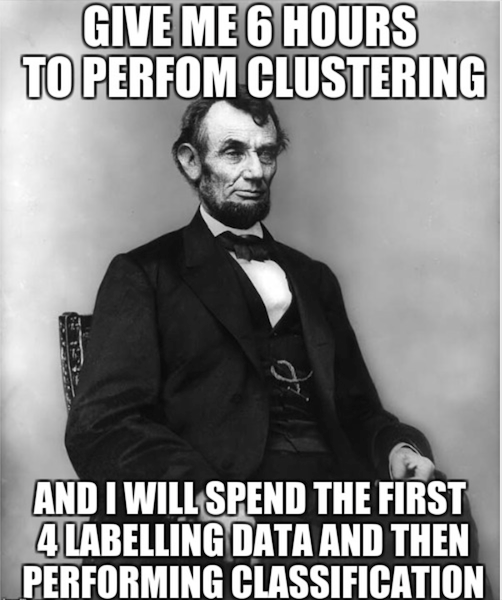 GIVE ME 6 HOURS
TO PERFOM CLUSTERING
AND I WILL SPEND THE FIRST
4 LABELLING DATA AND THEN
PERFORMING CLASSIFICATION